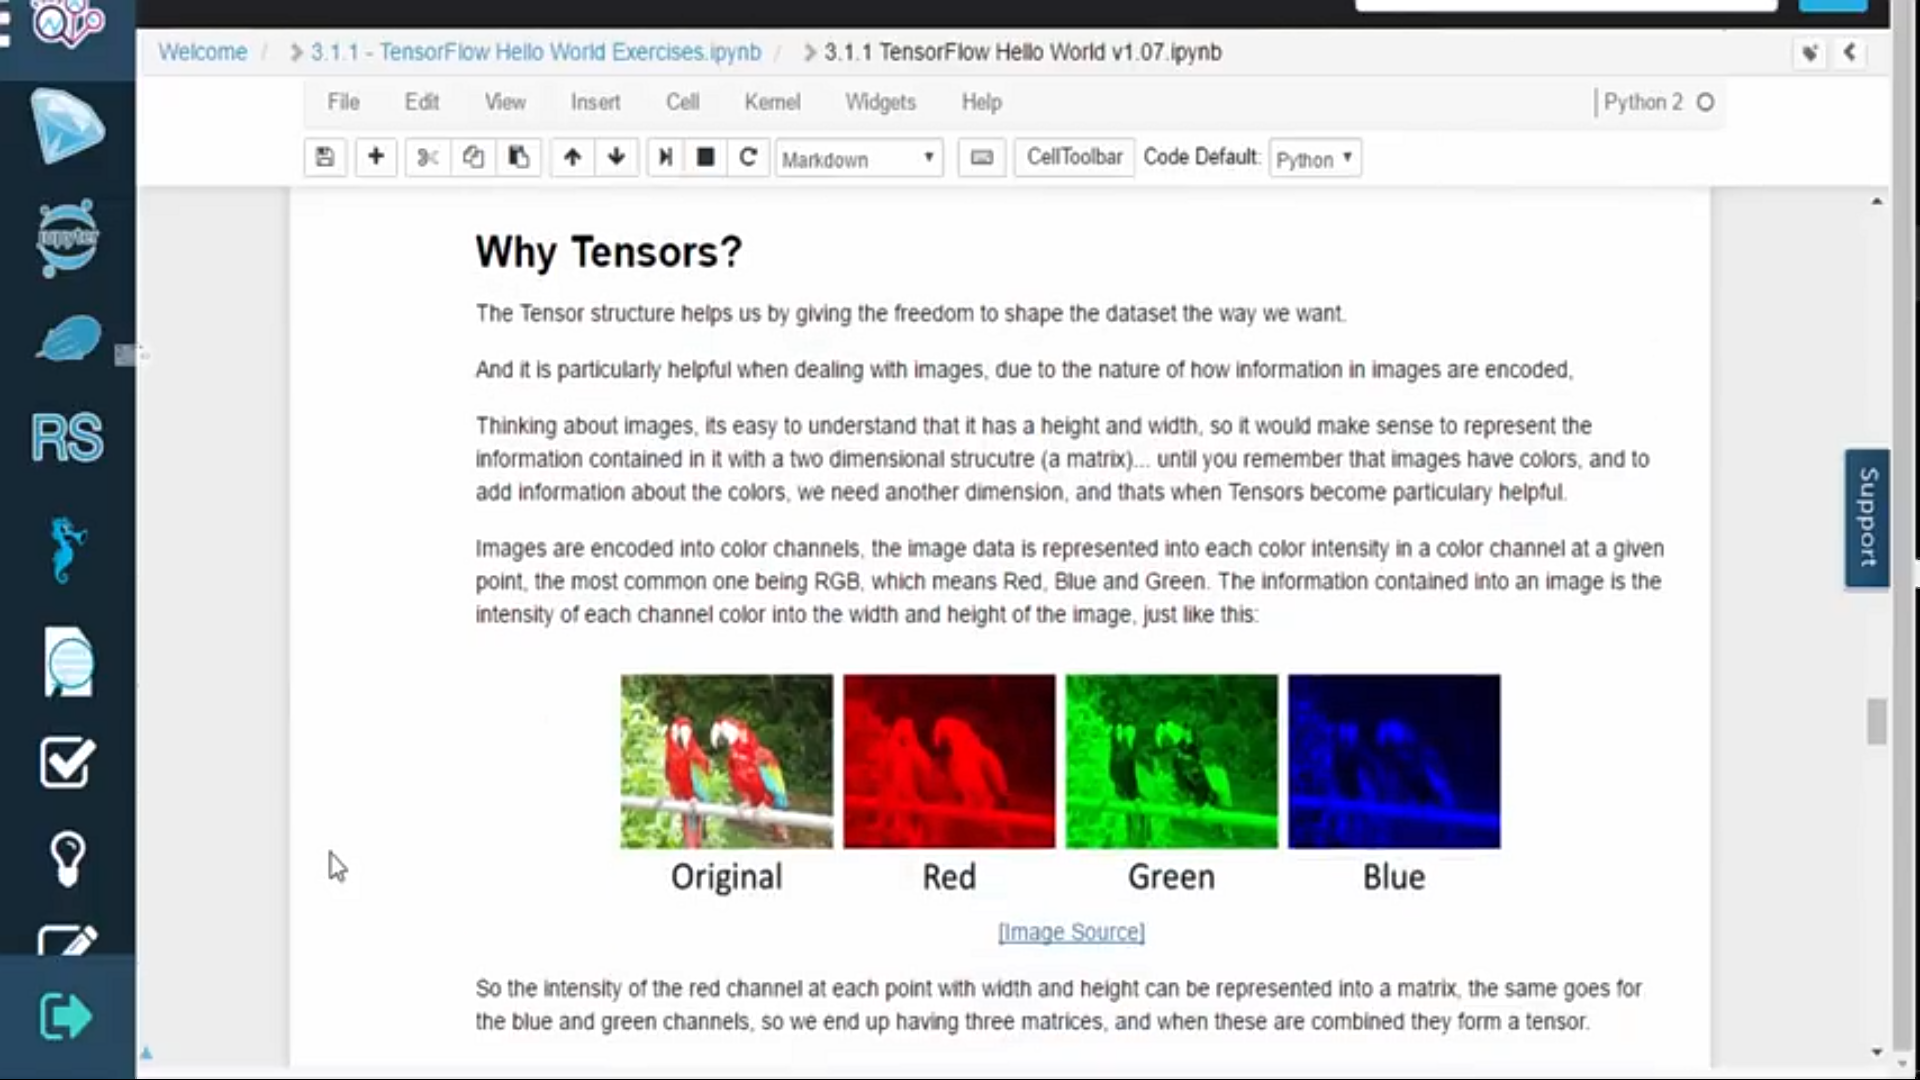 Welcome / > 3.1.1 - TensorFlow Hello World Exercises.ipynb / > 3.1.1 TensorFlow Hello World v1.07.ipynb
File Edit View Insert Cell Kernel Widgets Help | Python 2
Markdown CellToolbar Code Default: Python
jupyter
RS
Support
Why Tensors?
The Tensor structure helps us by giving the freedom to shape the dataset the way we want.
And it is particularly helpful when dealing with images, due to the nature of how information in images are encoded,
Thinking about images, its easy to understand that it has a height and width, so it would make sense to represent the
information contained in it with a two dimensional strucutre (a matrix)... until you remember that images have colors, and to
add information about the colors, we need another dimension, and thats when Tensors become particulary helpful.
Images are encoded into color channels, the image data is represented into each color intensity in a color channel at a given
point, the most common one being RGB, which means Red, Blue and Green. The information contained into an image is the
intensity of each channel color into the width and height of the image, just like this:
Original Red Green Blue
[Image Source]
So the intensity of the red channel at each point with width and height can be represented into a matrix, the same goes for
the blue and green channels, so we end up having three matrices, and when these are combined they form a tensor.